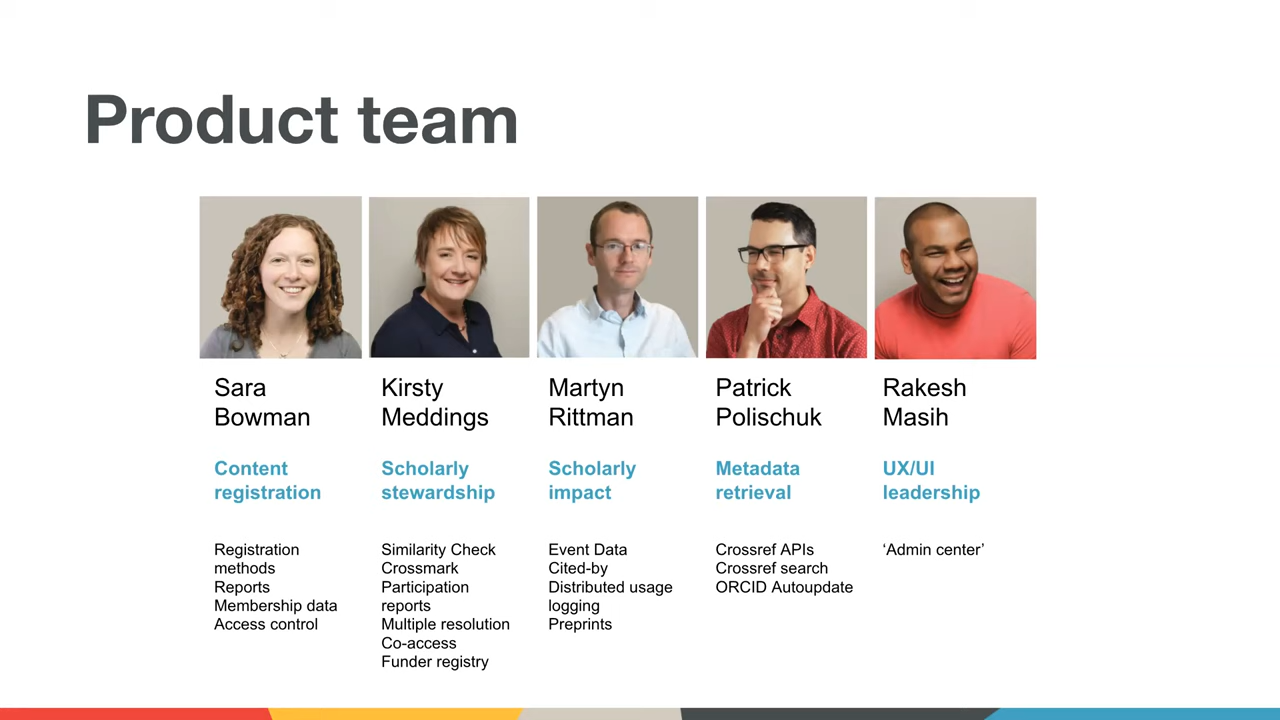 Product team
Sara
Bowman
Content
registration
Registration
methods
Reports
Membership data
Access control
Kirsty
Meddings
Scholarly
stewardship
Similarity Check
Crossmark
Participation
reports
Multiple resolution
Co-access
Funder registry
Martyn
Rittman
Scholarly
impact
Event Data
Cited-by
Distributed usage
logging
Preprints
Patrick
Polischuk
Metadata
retrieval
Crossref APIs
Crossref search
ORCID Autoupdate
Rakesh
Masih
UX/UI
leadership
‘Admin center’